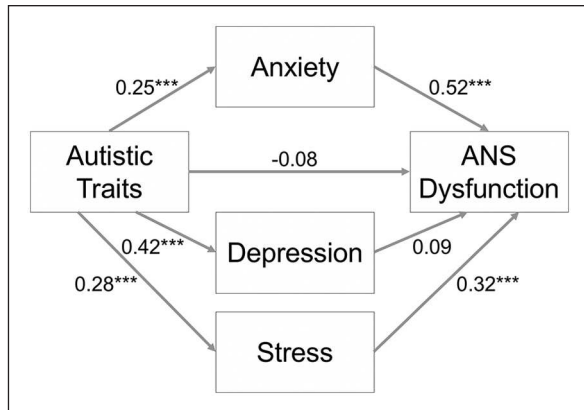 Anxiety
0.25***
0.52***
Autistic
Traits
-0.08
ANS
Dysfunction
0.42***
Depression
0.09
0.28***
0.32***
Stress